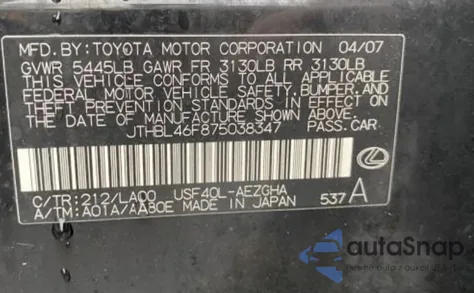 MFD. BY: TOYOTA MOTOR CORPORATION 04/07
GVWR 5445LB GAWR FR 3130LB RR 3130LB
THIS VEHICLE CONFORMS TO ALL APPLICABLE
FEDERAL MOTOR VEHICLE SAFETY, BUMPER, AND
THEFT PREVENTION STANDARDS IN EFFECT ON
THE DATE OF MANUFACTURE SHOWN ABOVE.
JTHBL46F875038347 PASS.CAR
C/TR:212/LA00 USF40L-AEZGHA
A/TM:A01A/AA80E MADE IN JAPAN 537 A
autoSnap